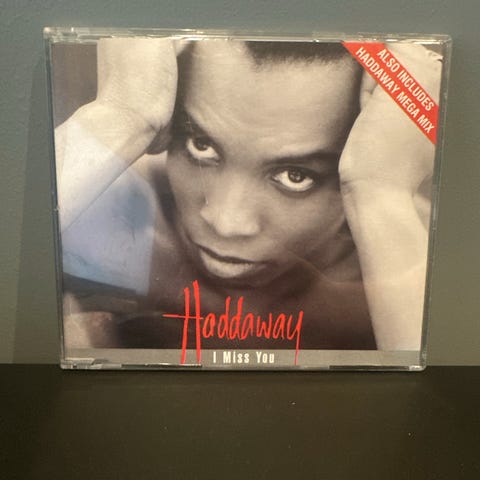 ALSO INCLUDES
HADDAWAY MEGA MIX
Haddaway
I Miss You